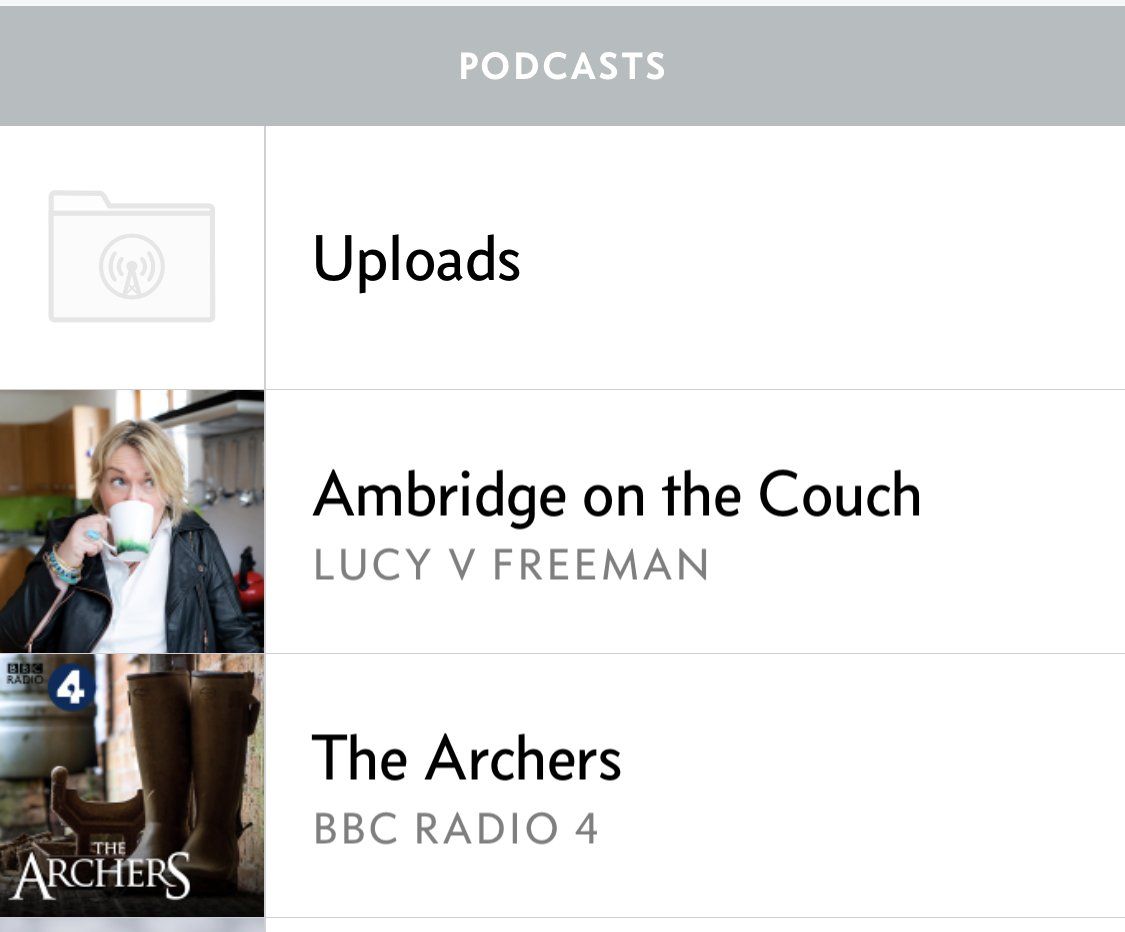 PODCASTS
Uploads
Ambridge on the Couch
LUCY V FREEMAN
BBC
RADIO
4
THE
ARCHERS
The Archers
BBC RADIO 4